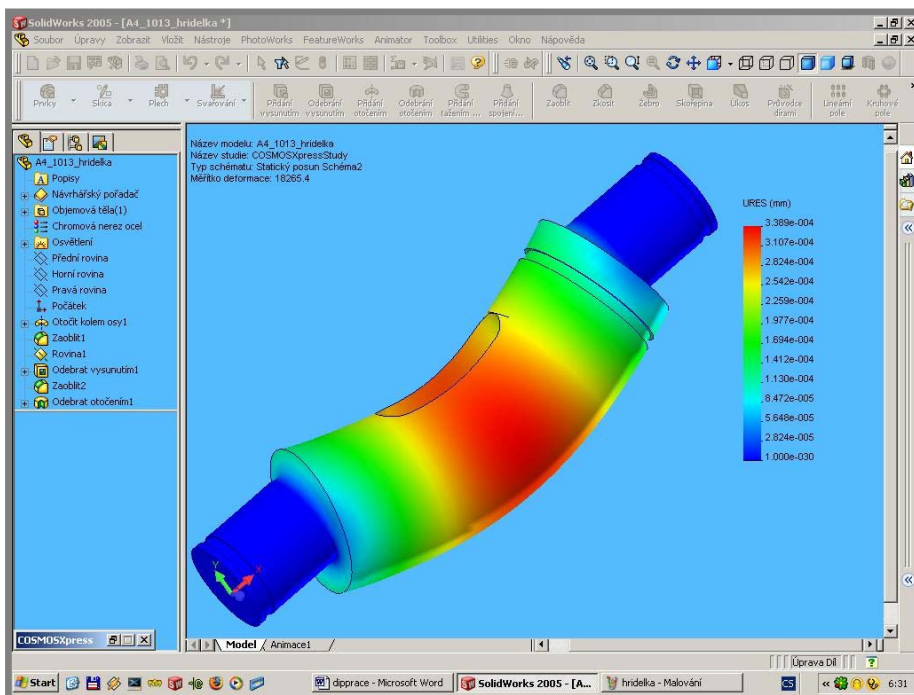 SolidWorks 2005 - [A4_1013_hridelka *]
Soubor Úpravy Zobrazit Vložit Nástroje PhotoWorks FeatureWorks Animator Toolbox Utilities Okno Nápověda
Prvky Skica Plech Svařování Přidání vysunutím Odebrání vysunutím Přidání otočením Odebrání otočením Přidání tažením ... Přidání spojení... Zaoblit Zkosit Žebro Skořepina Úkos Průvodce dírami Lineární pole Kruhové pole
A4_1013_hridelka
Popisy
Návrhářský pořadač
Objemová těla(1)
Chromová nerez ocel
Osvětlení
Přední rovina
Horní rovina
Pravá rovina
Počátek
Otočit kolem osy1
Zaoblit1
Rovina1
Odebrat vysunutím1
Zaoblit2
Odebrat otočením1
Název modelu: A4_1013_hridelka
Název studie: COSMOSXpressStudy
Typ schématu: Statický posun Schéma2
Měřítko deformace: 18265.4
URES (mm)
3.389e-004
3.107e-004
2.824e-004
2.542e-004
2.259e-004
1.977e-004
1.694e-004
1.412e-004
1.130e-004
8.472e-005
5.648e-005
2.824e-005
1.000e-030
Y X
COSMOSXpress
Model Animace1
Úprava Díl
Start dipprace - Microsoft Word SolidWorks 2005 - [A... hridelka - Malování CS 6:31